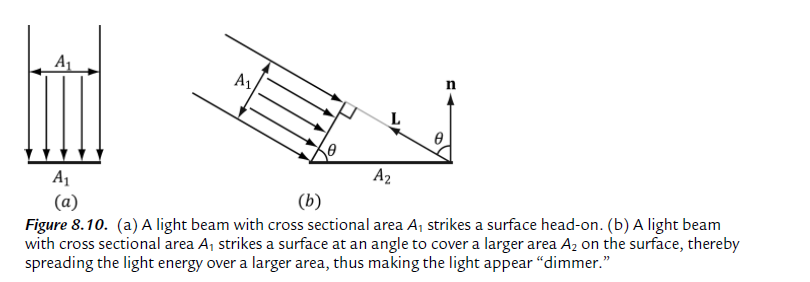 A₁
A₁
(a)
A₁
θ
L
A₂
θ
n
(b)
Figure 8.10. (a) A light beam with cross sectional area A₁ strikes a surface head-on. (b) A light beam
with cross sectional area A₁ strikes a surface at an angle to cover a larger area A₂ on the surface, thereby
spreading the light energy over a larger area, thus making the light appear “dimmer.”